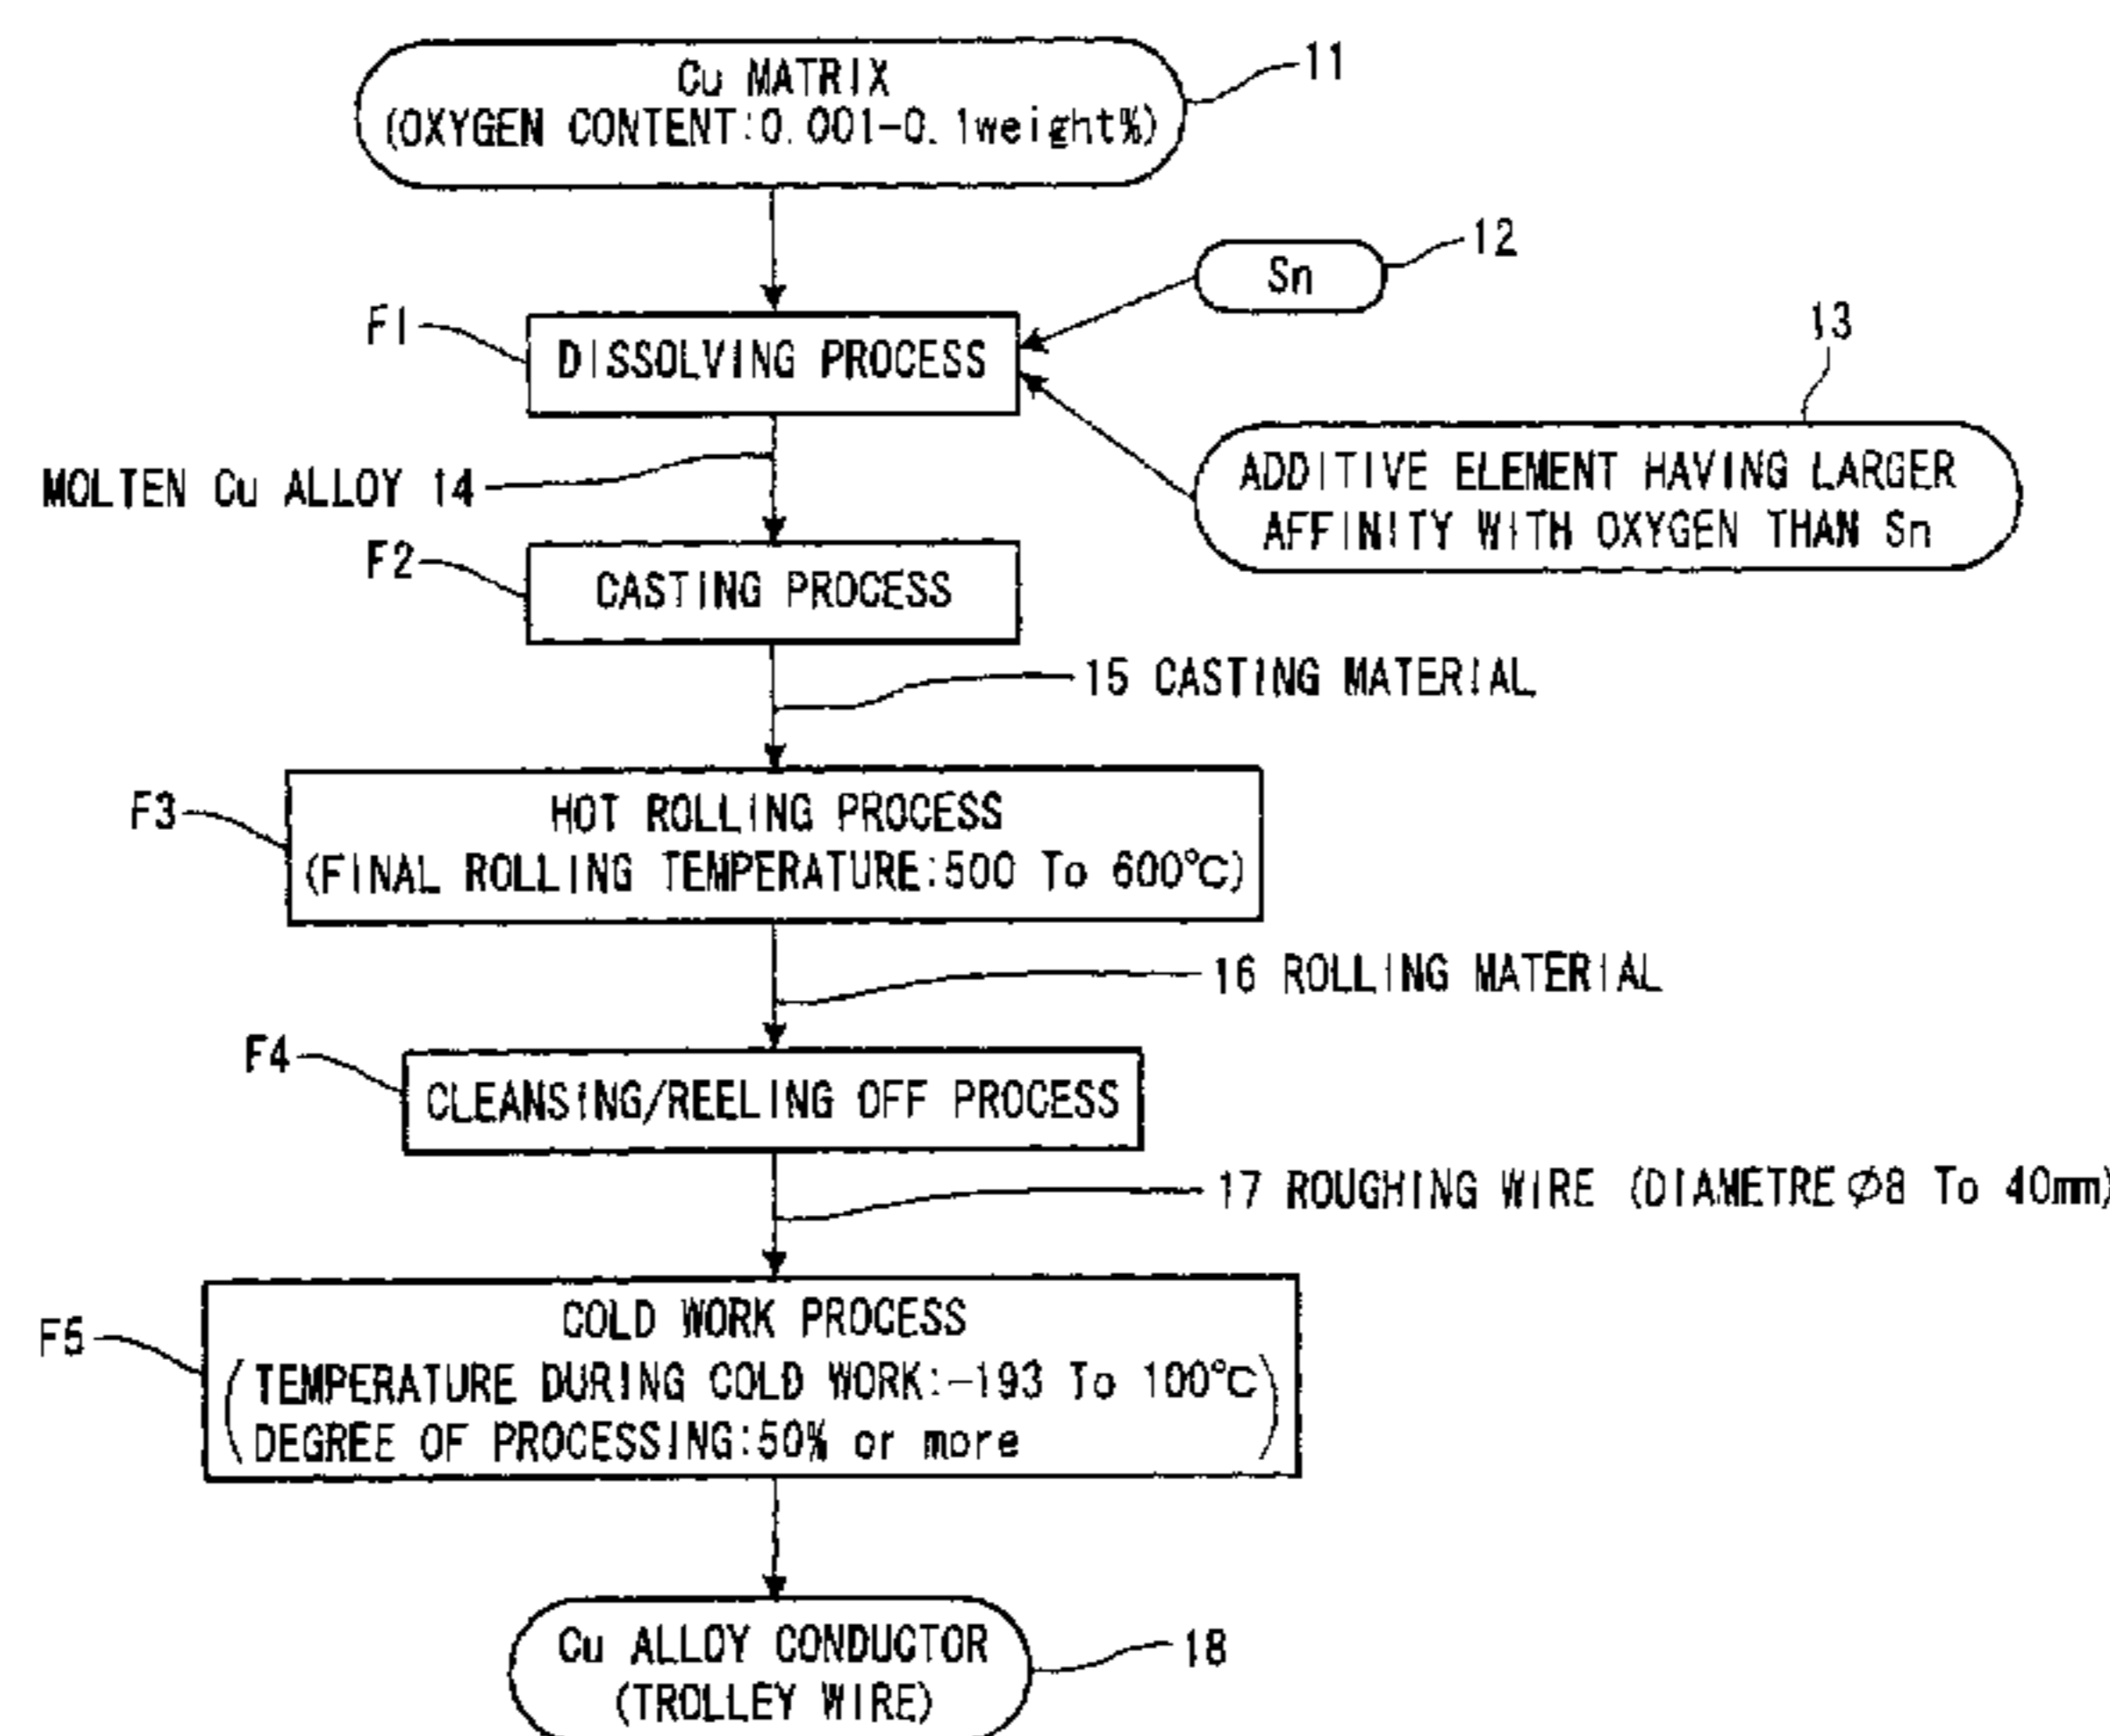 Cu MATRIX
(OXYGEN CONTENT:0.001-0.1weight%)
11
Sn
12
F1
DISSOLVING PROCESS
13
ADDITIVE ELEMENT HAVING LARGER
AFFINITY WITH OXYGEN THAN Sn
MOLTEN Cu ALLOY 14
F2
CASTING PROCESS
15 CASTING MATERIAL
F3
HOT ROLLING PROCESS
(FINAL ROLLING TEMPERATURE:500 To 600°C)
16 ROLLING MATERIAL
F4
CLEANSING/REELING OFF PROCESS
17 ROUGHING WIRE (DIAMETRE ø8 To 40mm)
F5
COLD WORK PROCESS
(TEMPERATURE DURING COLD WORK:-193 To 100°C
DEGREE OF PROCESSING:50% or more)
Cu ALLOY CONDUCTOR
(TROLLEY WIRE)
18